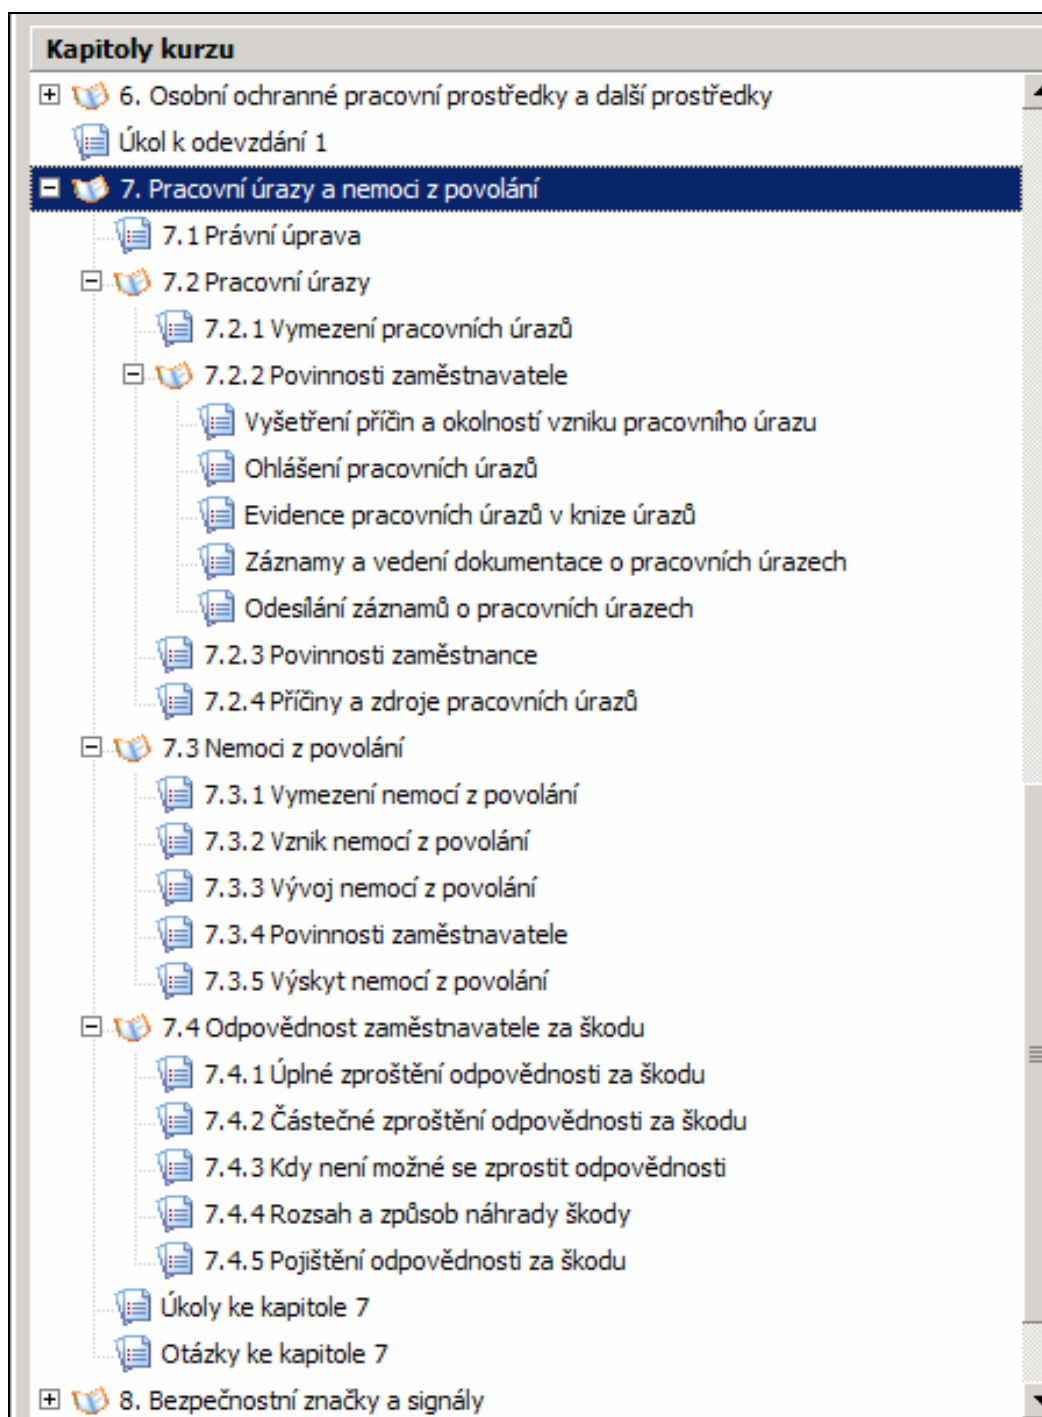 Kapitoly kurzu
6. Osobní ochranné pracovní prostředky a další prostředky
Úkol k odevzdání 1
7. Pracovní úrazy a nemoci z povolání
7.1 Právní úprava
7.2 Pracovní úrazy
7.2.1 Vymezení pracovních úrazů
7.2.2 Povinnosti zaměstnavatele
Vyšetření příčin a okolností vzniku pracovního úrazu
Ohlášení pracovních úrazů
Evidence pracovních úrazů v knize úrazů
Záznamy a vedení dokumentace o pracovních úrazech
Odesílání záznamů o pracovních úrazech
7.2.3 Povinnosti zaměstnance
7.2.4 Příčiny a zdroje pracovních úrazů
7.3 Nemoci z povolání
7.3.1 Vymezení nemocí z povolání
7.3.2 Vznik nemocí z povolání
7.3.3 Vývoj nemocí z povolání
7.3.4 Povinnosti zaměstnavatele
7.3.5 Výskyt nemocí z povolání
7.4 Odpovědnost zaměstnavatele za škodu
7.4.1 Úplné zproštění odpovědnosti za škodu
7.4.2 Částečné zproštění odpovědnosti za škodu
7.4.3 Kdy není možné se zprostit odpovědnosti
7.4.4 Rozsah a způsob náhrady škody
7.4.5 Pojištění odpovědnosti za škodu
Úkoly ke kapitole 7
Otázky ke kapitole 7
8. Bezpečnostní značky a signály